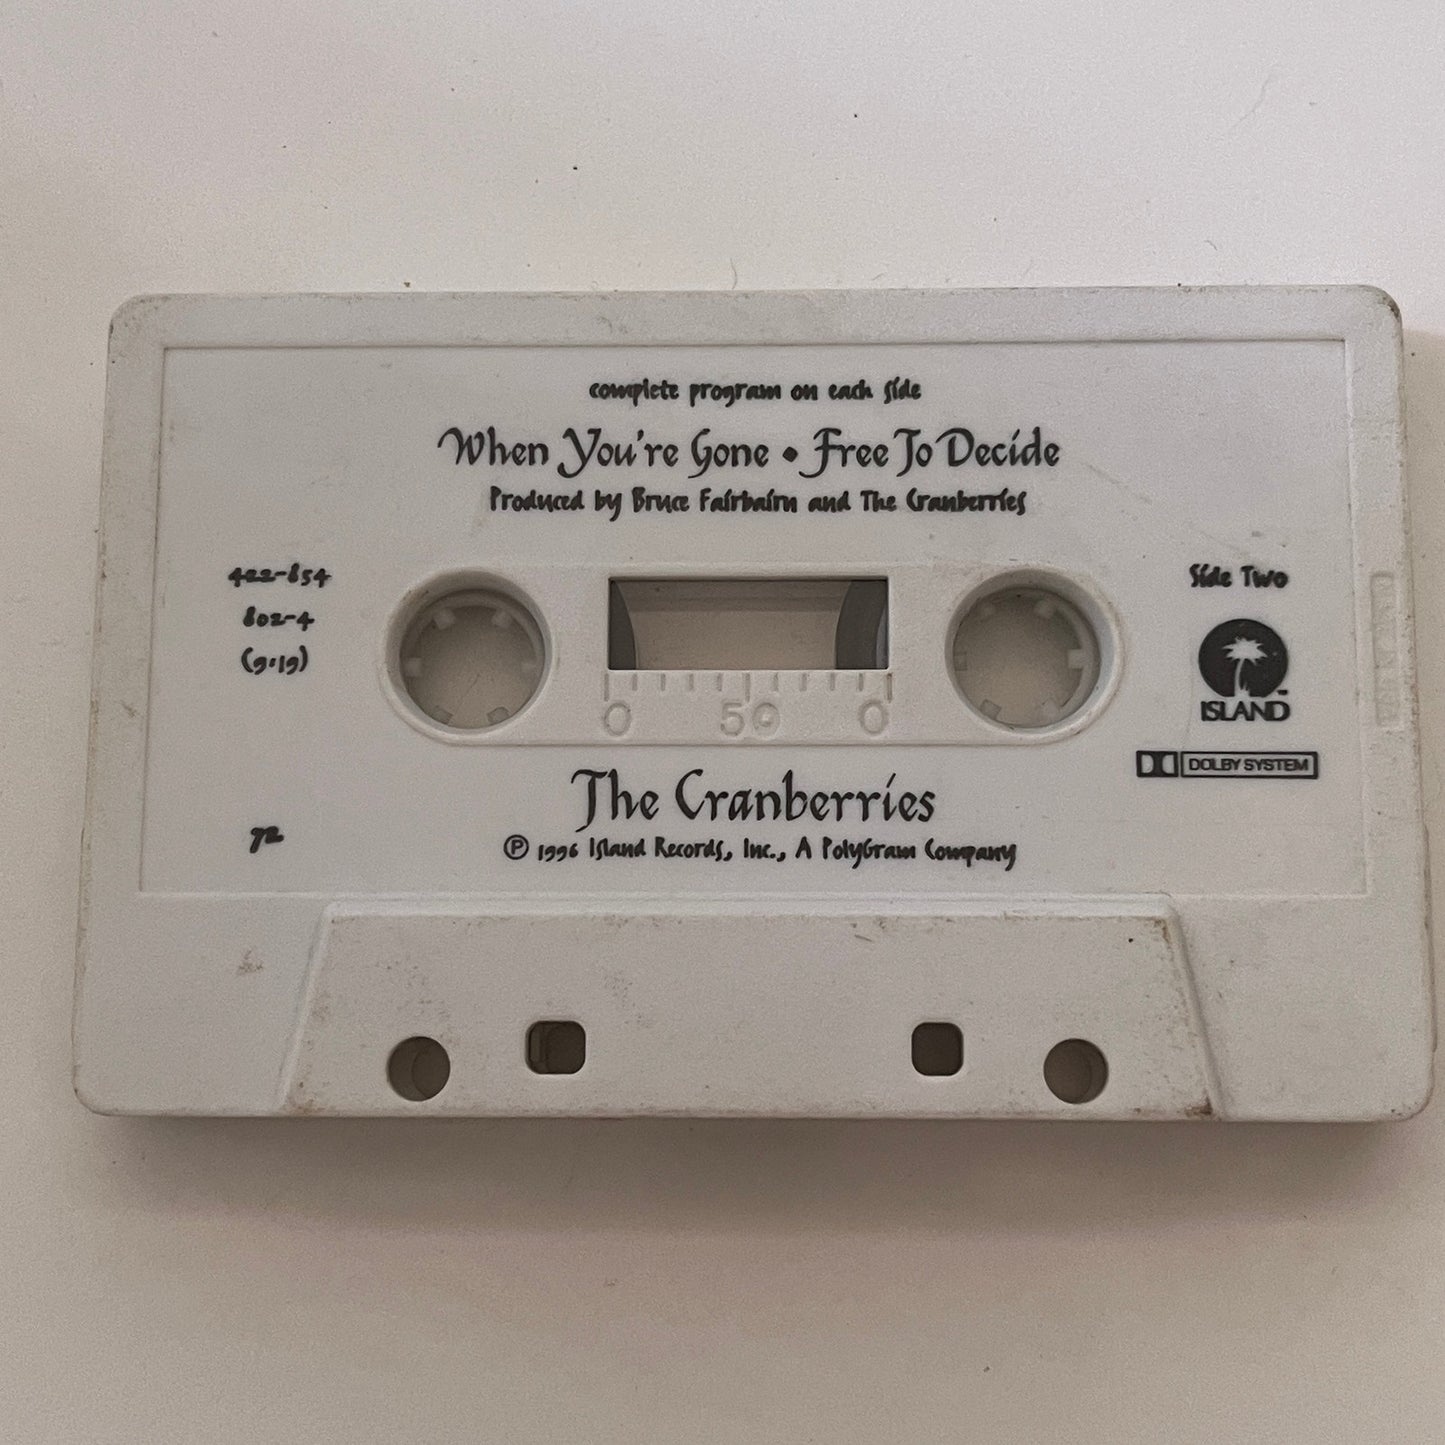 complete program on each side
When You're Gone • Free To Decide
Produced by Bruce Fairbairn and The Cranberries
422-854
802-4
(9:19)
Side Two
ISLAND™
DOLBY SYSTEM
0 50 0
The Cranberries
℗ 1996 Island Records, Inc., A PolyGram Company